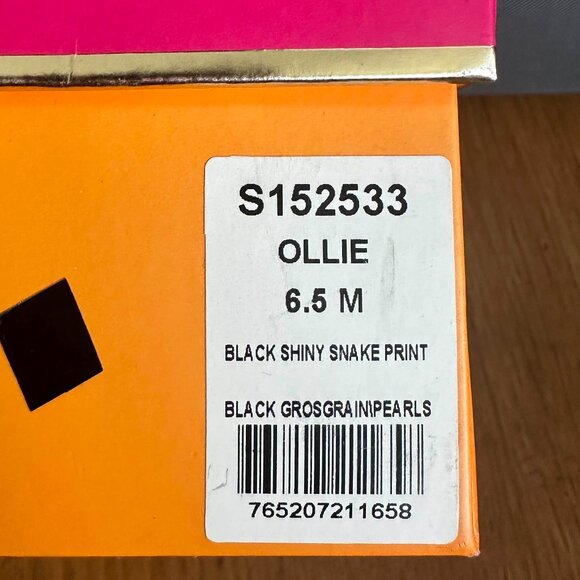 S152533
OLLIE
6.5 M
BLACK SHINY SNAKE PRINT
BLACK GROSGRAIN\PEARLS
765207211658